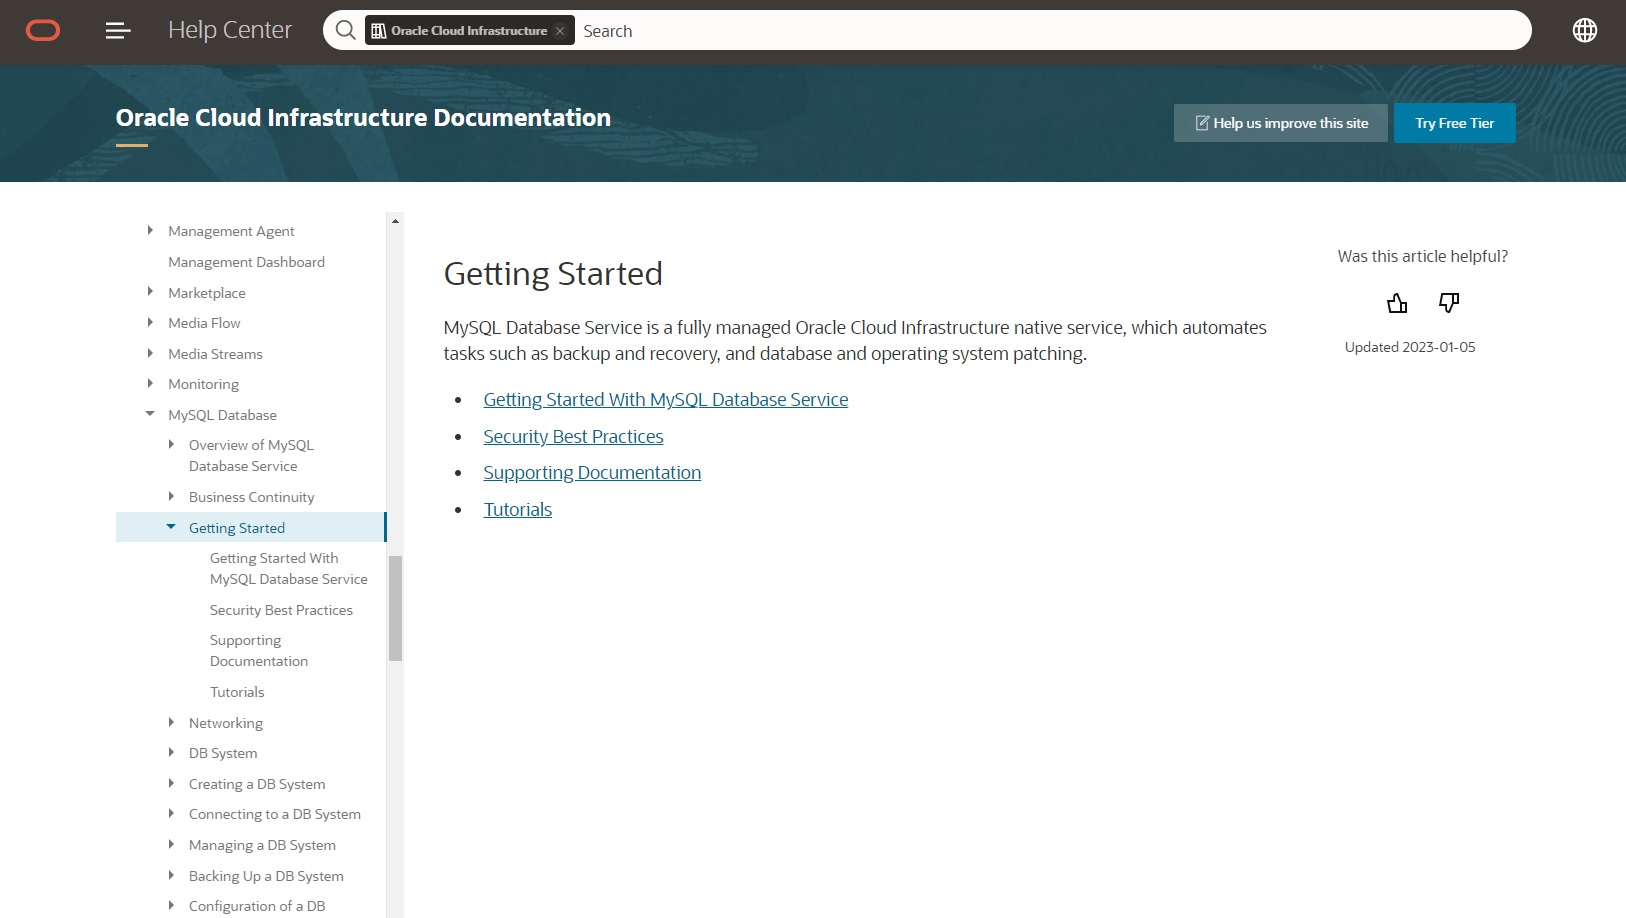 Help Center
Oracle Cloud Infrastructure
Search
Oracle Cloud Infrastructure Documentation
Help us improve this site
Try Free Tier
Management Agent
Management Dashboard
Marketplace
Media Flow
Media Streams
Monitoring
MySQL Database
Overview of MySQL
Database Service
Business Continuity
Getting Started
Getting Started With
MySQL Database Service
Security Best Practices
Supporting
Documentation
Tutorials
Networking
DB System
Creating a DB System
Connecting to a DB System
Managing a DB System
Backing Up a DB System
Configuration of a DB
Getting Started
MySQL Database Service is a fully managed Oracle Cloud Infrastructure native service, which automates
tasks such as backup and recovery, and database and operating system patching.
Getting Started With MySQL Database Service
Security Best Practices
Supporting Documentation
Tutorials
Was this article helpful?
Updated 2023-01-05